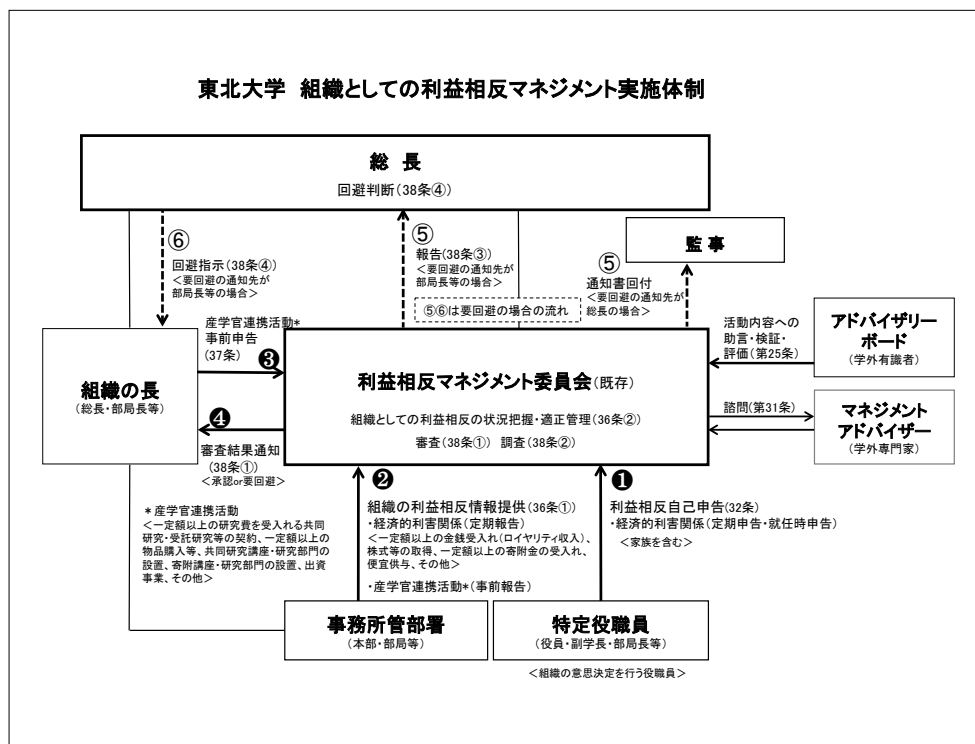 東北大学 組織としての利益相反マネジメント実施体制
総 長
回避判断(38条④)
⑥
回避指示(38条④)
<要回避の通知先が
部局長等の場合>
⑤
報告(38条③)
<要回避の通知先が
部局長等の場合>
⑤
通知書回付
<要回避の通知先が
総長の場合>
監 事
⑤⑥は要回避の場合の流れ
産学官連携活動*
事前申告
(37条)
❸
組織の長
(総長・部局長等)
❹
審査結果通知
(38条①)
<承認or要回避>
利益相反マネジメント委員会(既存)
組織としての利益相反の状況把握・適正管理(36条②)
審査(38条①) 調査(38条②)
活動内容への
助言・検証・
評価(第25条)
アドバイザリー
ボード
(学外有識者)
諮問(第31条)
マネジメント
アドバイザー
(学外専門家)
*産学官連携活動
<一定額以上の研究費を受入れる共同
研究・受託研究等の契約、一定額以上の
物品購入等、共同研究講座・研究部門の
設置、寄附講座・研究部門の設置、出資
事業、その他>
❷
組織の利益相反情報提供(36条①)
・経済的利害関係(定期報告)
<一定額以上の金銭受入れ(ロイヤリティ収入)、
株式等の取得、一定額以上の寄附金の受入れ、
便宜供与、その他>
・産学官連携活動*(事前報告)
❶
利益相反自己申告(32条)
・経済的利害関係(定期申告・就任時申告)
<家族を含む>
事務所管部署
(本部・部局等)
特定役職員
(役員・副学長・部局長等)
<組織の意思決定を行う役職員>